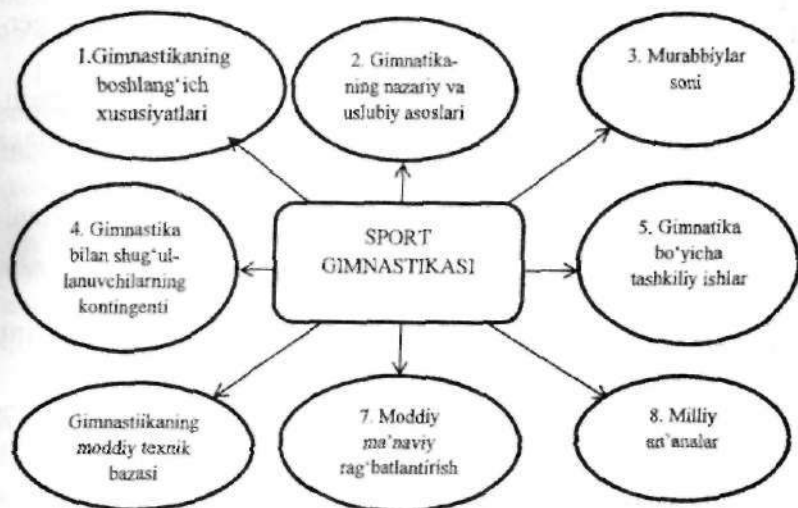 1.Gimnastikaning
boshlang‘ich
xususiyatlari
2. Gimnatika-
ning nazariy va
uslubiy asoslari
3. Murabbiylar
soni
4. Gimnastika
bilan shug‘ul-
lanuvchilarning
kontingenti
SPORT
GIMNASTIKASI
5. Gimnatika
bo‘yicha
tashkiliy ishlar
Gimnastiikaning
moddiy texnik
bazasi
7. Moddiy
ma’naviy
rag‘batlantirish
8. Milliy
an’analar